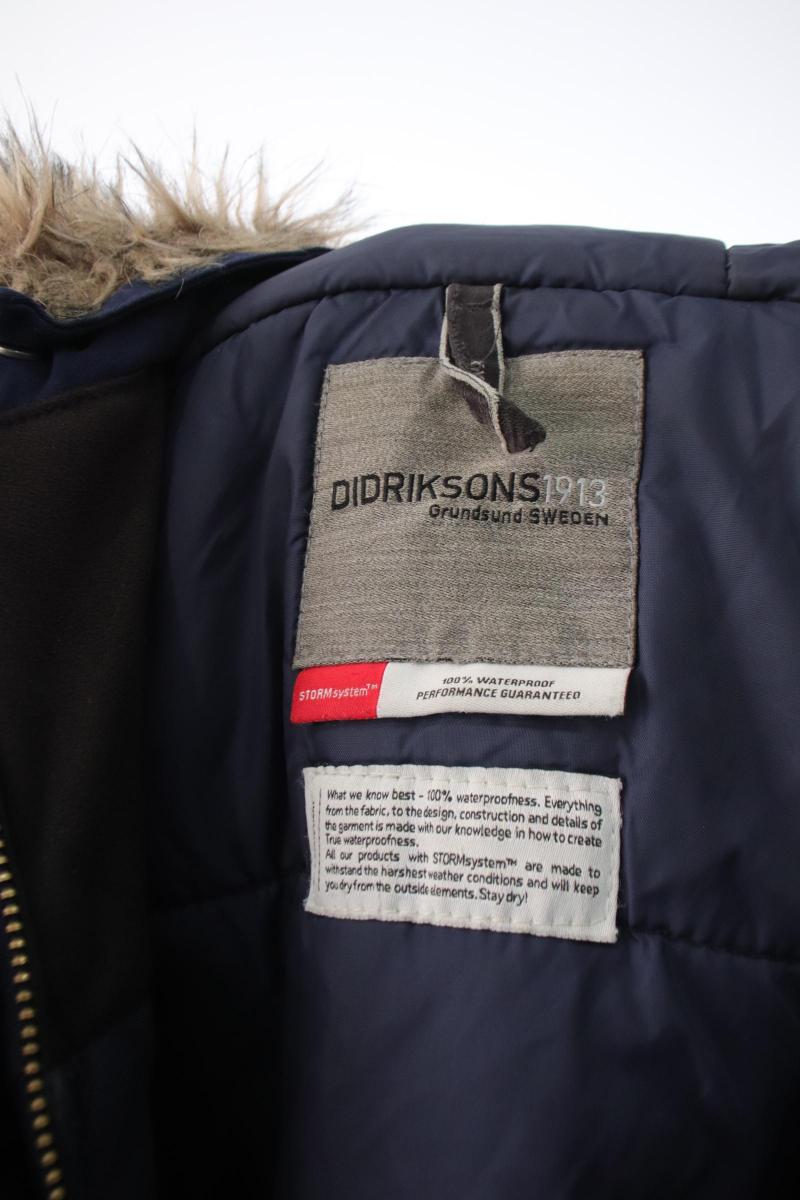 DIDRIKSONS1913
Grundsund SWEDEN
STORMsystem™
100% WATERPROOF
PERFORMANCE GUARANTEED
What we know best - 100% waterproofness. Everything
from the fabric, to the design, construction and details of
the garment is made with our knowledge in how to create
True waterproofness.
All our products with STORMsystem™ are made to
withstand the harshest weather conditions and will keep
you dry from the outside elements. Stay dry!